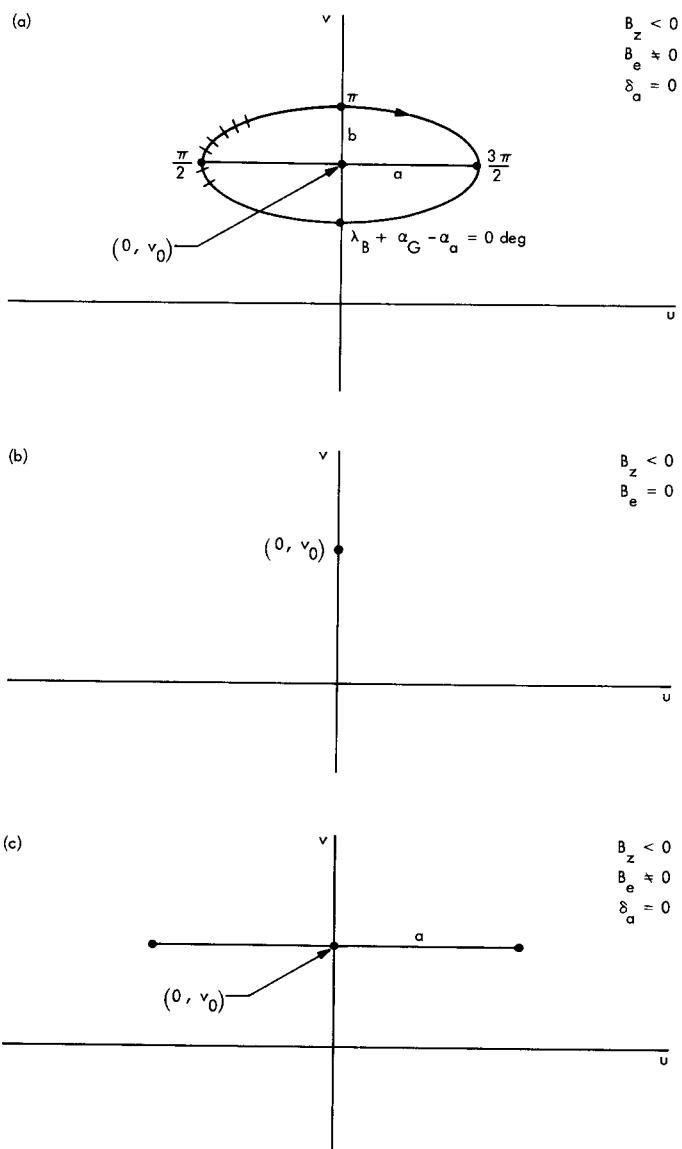 (a)
v
B_z < 0
B_e ≠ 0
δ_a = 0
π
b
π/2
a
3π/2
(0, v_0)
λ_B + α_G - α_a = 0 deg
u
(b)
v
B_z < 0
B_e = 0
(0, v_0)
u
(c)
v
B_z < 0
B_e ≠ 0
δ_a = 0
a
(0, v_0)
u